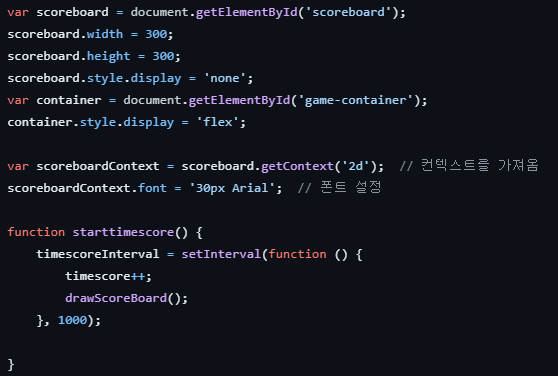 var scoreboard = document.getElementById('scoreboard');
scoreboard.width = 300;
scoreboard.height = 300;
scoreboard.style.display = 'none';
var container = document.getElementById('game-container');
container.style.display = 'flex';
var scoreboardContext = scoreboard.getContext('2d');  // 컨텍스트를 가져옴
scoreboardContext.font = '30px Arial';  // 폰트 설정
function starttimescore() {
    timescoreInterval = setInterval(function () {
        timescore++;
        drawScoreBoard();
    }, 1000);
}